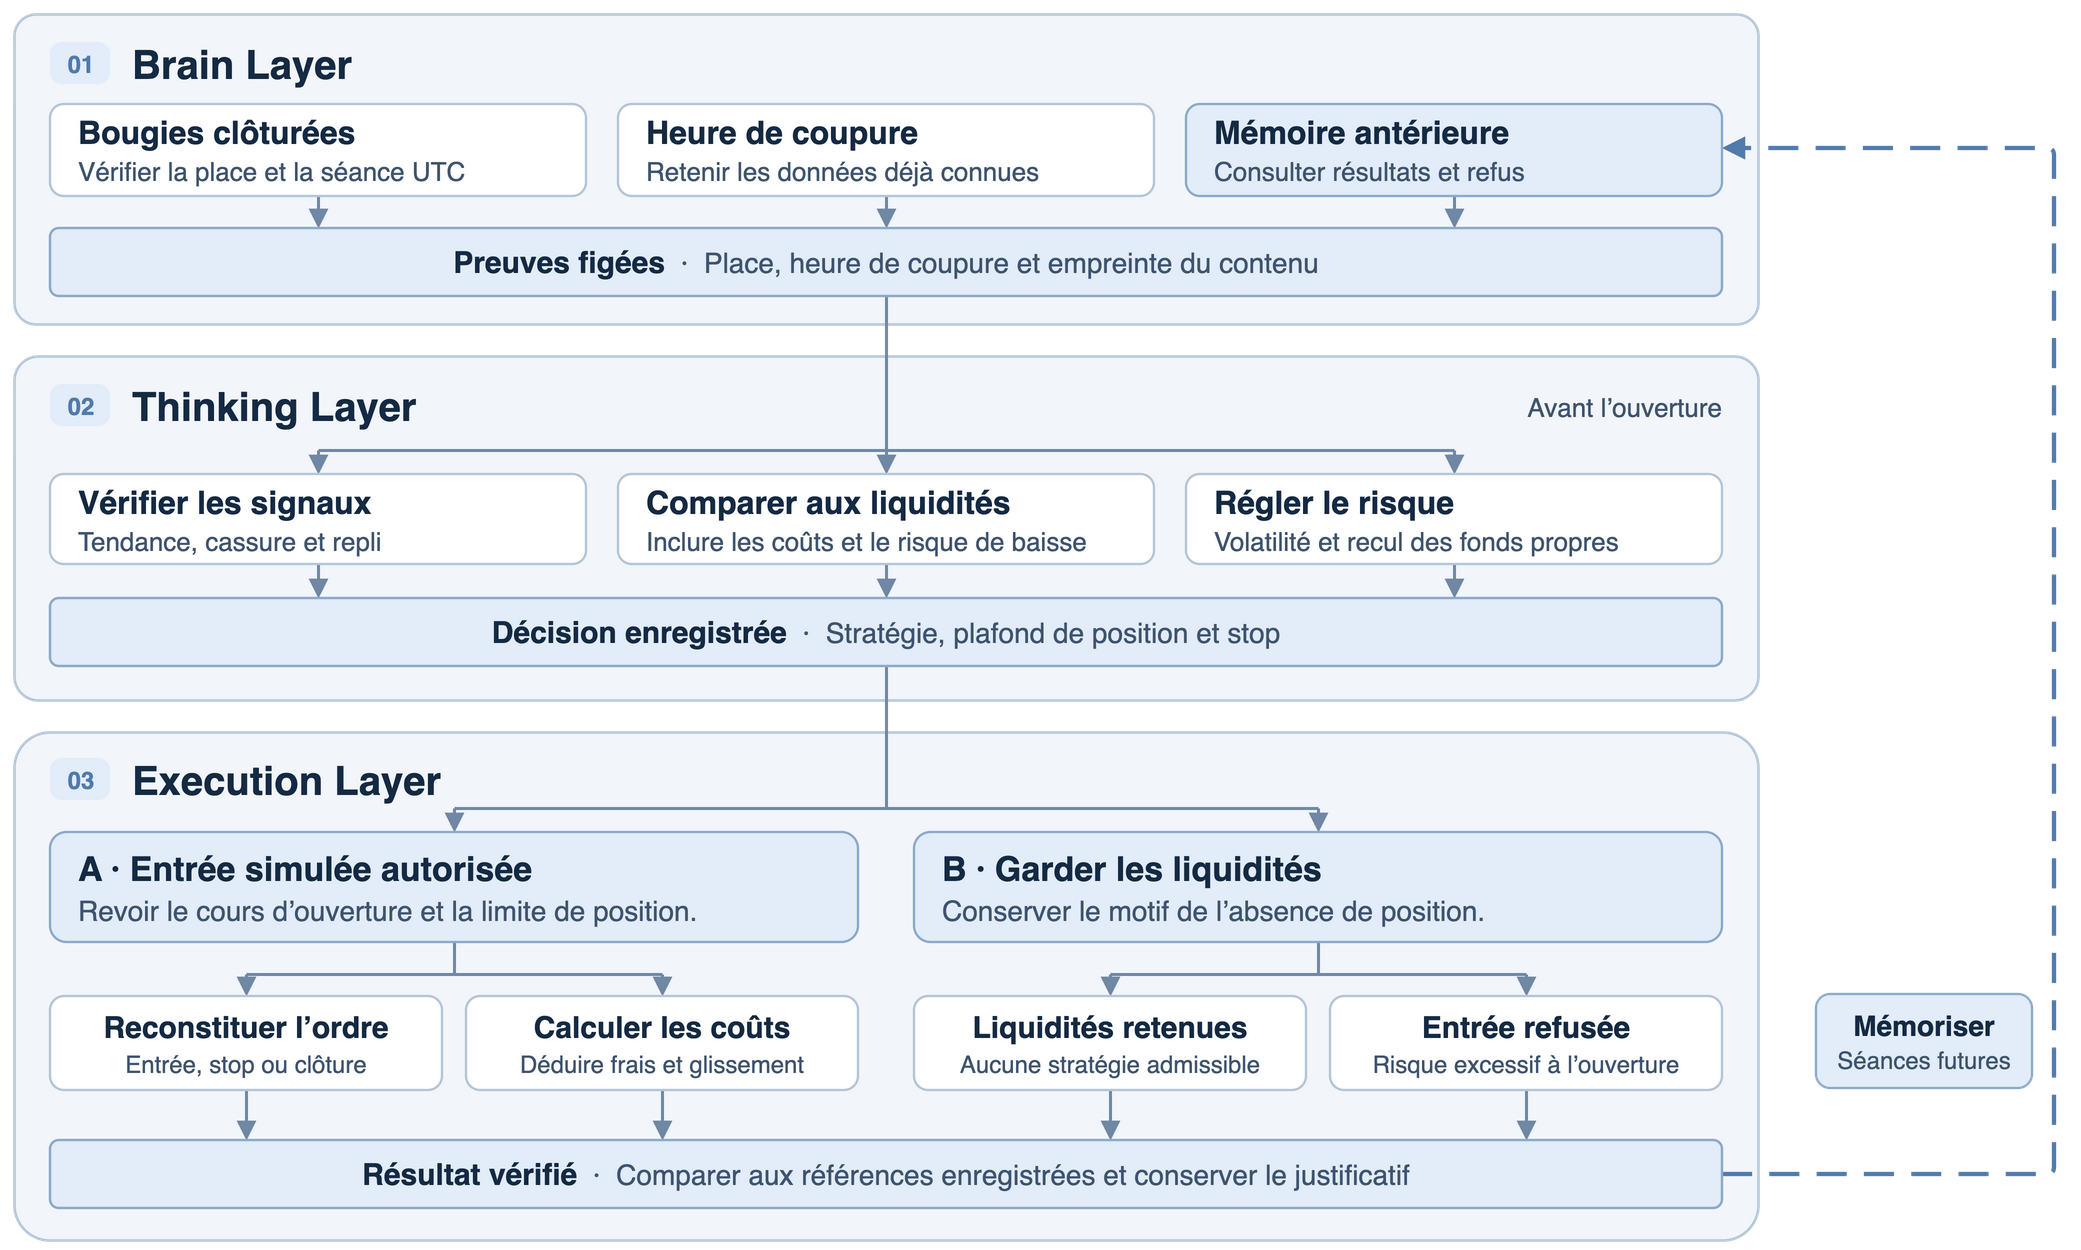 01 Brain Layer
Bougies clôturées
Vérifier la place et la séance UTC
Heure de coupure
Retenir les données déjà connues
Mémoire antérieure
Consulter résultats et refus
Preuves figées · Place, heure de coupure et empreinte du contenu
02 Thinking Layer
Avant l’ouverture
Vérifier les signaux
Tendance, cassure et repli
Comparer aux liquidités
Inclure les coûts et le risque de baisse
Régler le risque
Volatilité et recul des fonds propres
Décision enregistrée · Stratégie, plafond de position et stop
03 Execution Layer
A · Entrée simulée autorisée
Revoir le cours d’ouverture et la limite de position.
B · Garder les liquidités
Conserver le motif de l’absence de position.
Reconstituer l’ordre
Entrée, stop ou clôture
Calculer les coûts
Déduire frais et glissement
Liquidités retenues
Aucune stratégie admissible
Entrée refusée
Risque excessif à l’ouverture
Mémoriser
Séances futures
Résultat vérifié · Comparer aux références enregistrées et conserver le justificatif